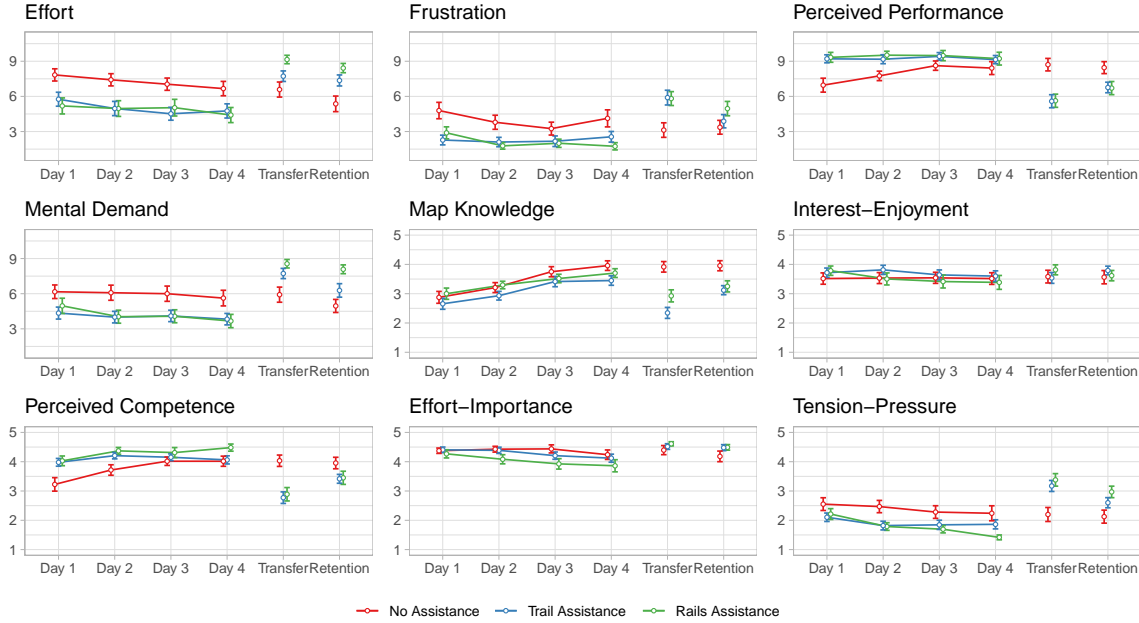 Effort
Frustration
Perceived Performance
9
6
3
Day 1 Day 2 Day 3 Day 4 Transfer Retention
9
6
3
Day 1 Day 2 Day 3 Day 4 Transfer Retention
9
6
3
Day 1 Day 2 Day 3 Day 4 Transfer Retention
Mental Demand
Map Knowledge
Interest−Enjoyment
9
6
3
Day 1 Day 2 Day 3 Day 4 Transfer Retention
5
4
3
2
1
Day 1 Day 2 Day 3 Day 4 Transfer Retention
5
4
3
2
1
Day 1 Day 2 Day 3 Day 4 Transfer Retention
Perceived Competence
Effort−Importance
Tension−Pressure
5
4
3
2
1
Day 1 Day 2 Day 3 Day 4 Transfer Retention
5
4
3
2
1
Day 1 Day 2 Day 3 Day 4 Transfer Retention
5
4
3
2
1
Day 1 Day 2 Day 3 Day 4 Transfer Retention
No Assistance Trail Assistance Rails Assistance